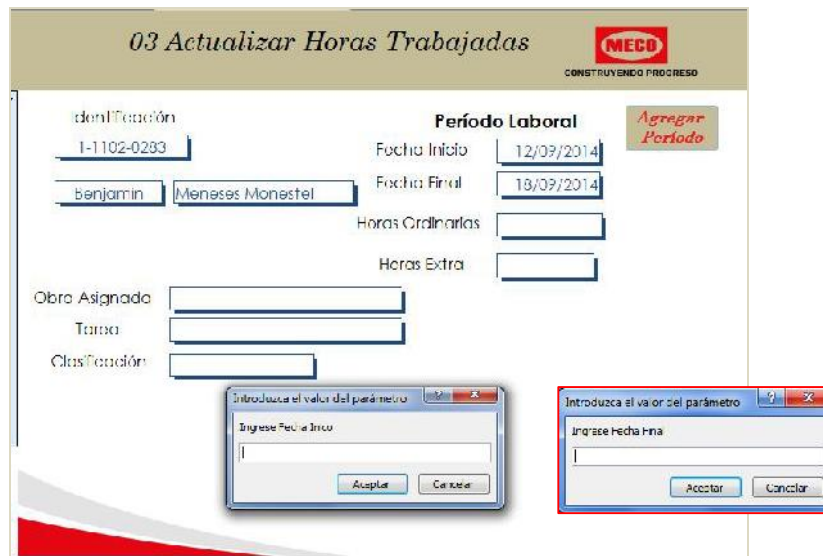 03 Actualizar Horas Trabajadas
MECO
CONSTRUYENDO PROGRESO
Identificación
1-1102-0283
Benjamin Meneses Monestel
Período Laboral
Agregar
Período
Fecha Inicio 12/09/2014
Fecha Final 18/09/2014
Horas Ordinarias
Horas Extra
Obra Asignada
Tarea
Clasificación
Introduzca el valor del parámetro
Ingrese Fecha Inico
Aceptar Cancelar
Introduzca el valor del parámetro
Ingrese Fecha Final
Aceptar Cancelar